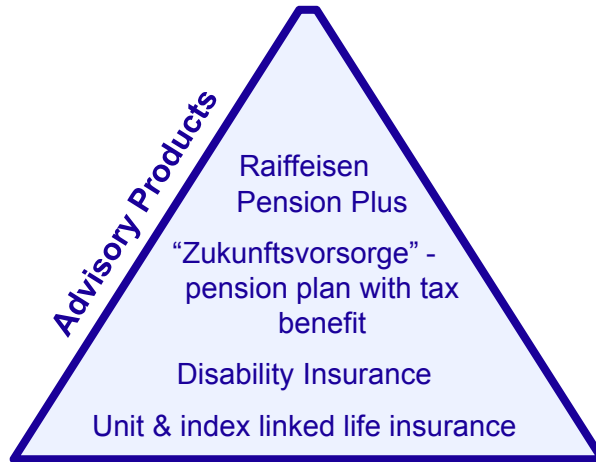 Advisory Products
Raiffeisen
Pension Plus
“Zukunftsvorsorge” -
pension plan with tax
benefit
Disability Insurance
Unit & index linked life insurance